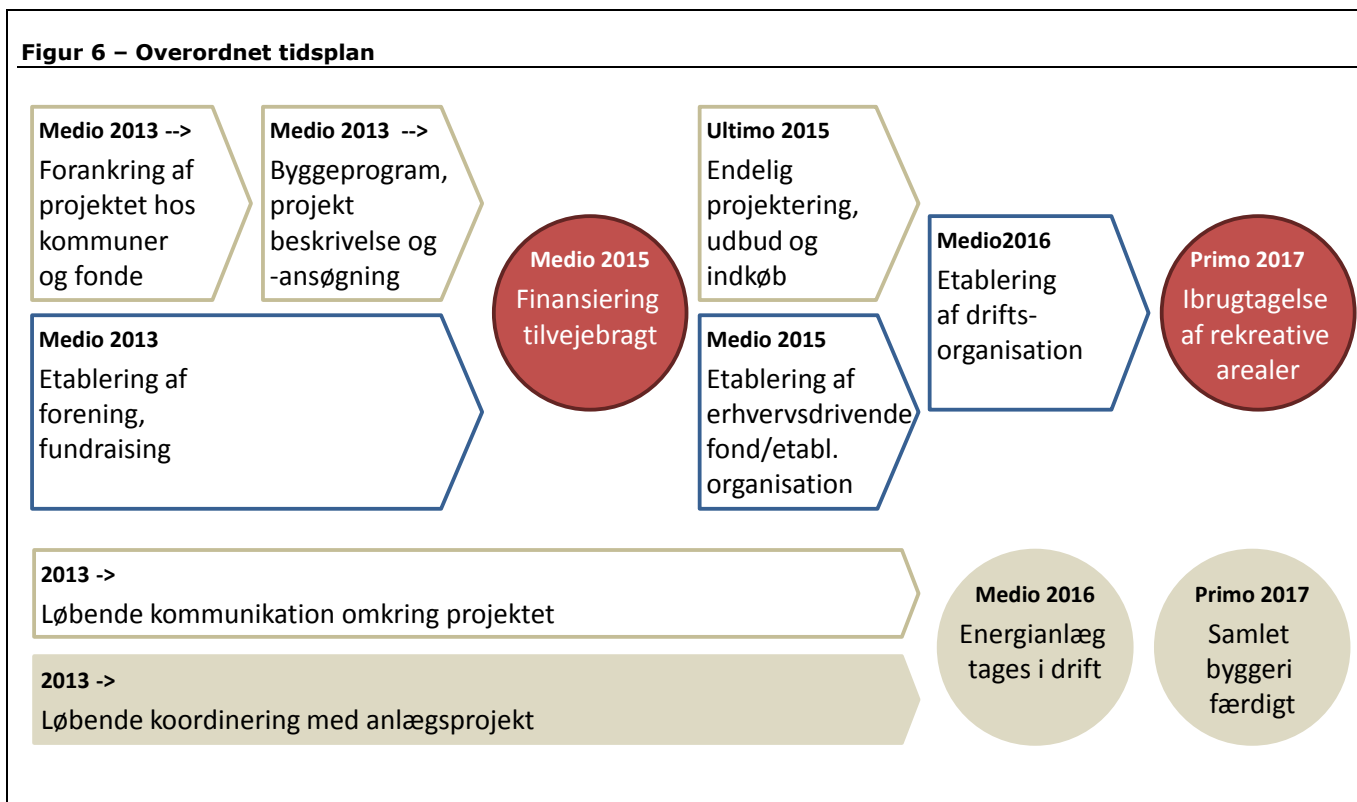 Figur 6 – Overordnet tidsplan
Medio 2013 -->
Forankring af
projektet hos
kommuner
og fonde
Medio 2013 -->
Byggeprogram,
projekt
beskrivelse og
-ansøgning
Medio 2013
Etablering af
forening,
fundraising
Medio 2015
Finansiering
tilvejebragt
Ultimo 2015
Endelig
projektering,
udbud og
indkøb
Medio 2015
Etablering af
erhvervsdrivende
fond/etabl.
organisation
Medio2016
Etablering
af drifts-
organisation
Primo 2017
Ibrugtagelse
af rekreative
arealer
2013 ->
Løbende kommunikation omkring projektet
2013 ->
Løbende koordinering med anlægsprojekt
Medio 2016
Energianlæg
tages i drift
Primo 2017
Samlet
byggeri
færdigt